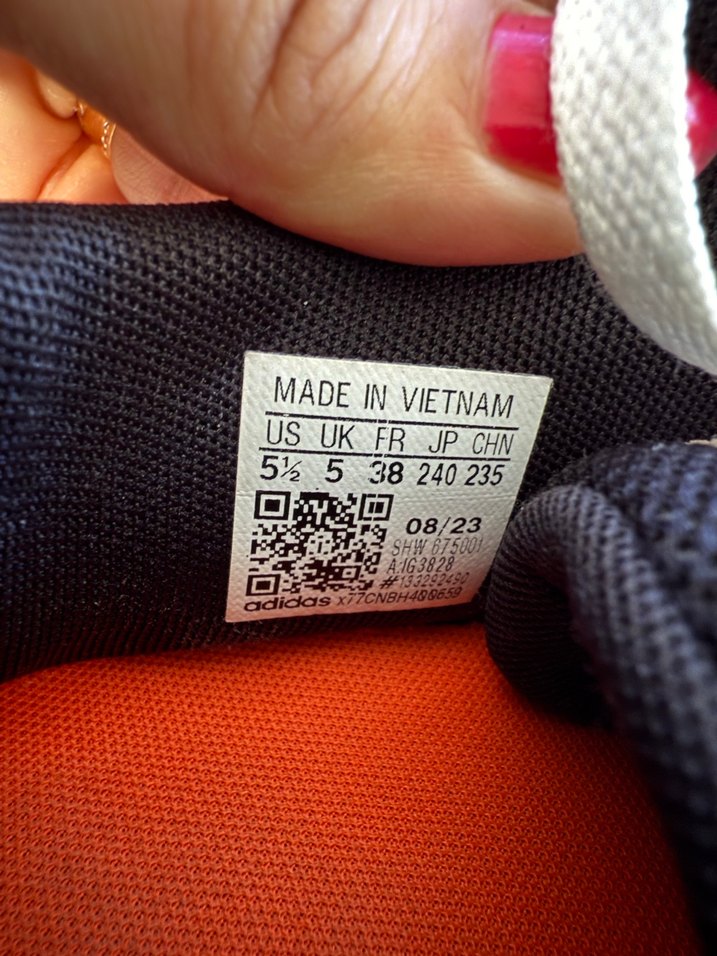 MADE IN VIETNAM
US UK FR JP CHN
5½ 5 38 240 235
08/23
SHW 675001
A.IG3828
#133292490
adidas x77CNBH400659